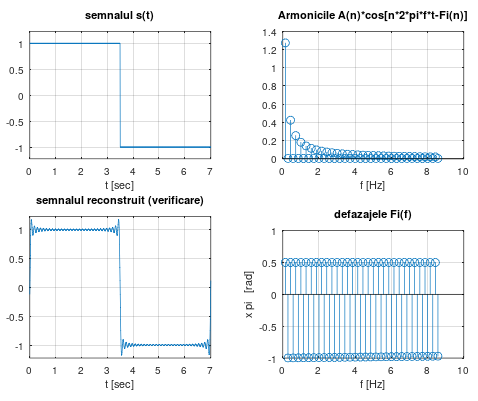 semnalul s(t)
1
0.5
0
-0.5
-1
0 1 2 3 4 5 6 7
t [sec]
Armonicile A(n)*cos[n*2*pi*f*t-Fi(n)]
1.4
1.2
1
0.8
0.6
0.4
0.2
0
0 2 4 6 8 10
f [Hz]
semnalul reconstruit (verificare)
1
0.5
0
-0.5
-1
0 1 2 3 4 5 6 7
t [sec]
defazajele Fi(f)
x pi [rad]
1
0.5
0
-0.5
-1
0 2 4 6 8 10
f [Hz]